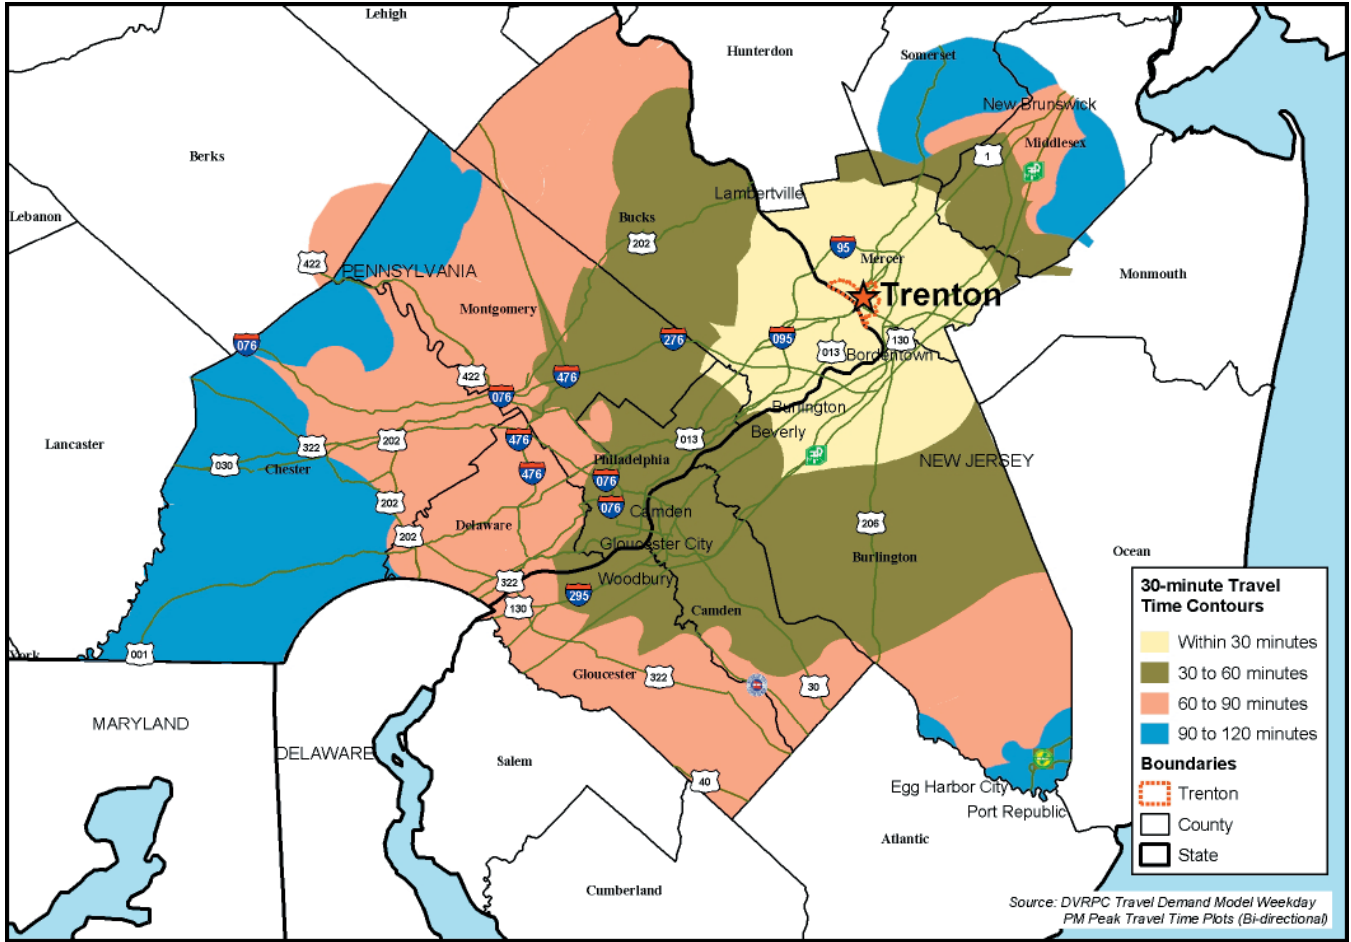 Lehigh
Hunterdon
Somerset
New Brunswick
Middlesex
1
Berks
Lebanon
Lambertville
Bucks
202
95
Mercer
Trenton
Monmouth
422
PENNSYLVANIA
Montgomery
076
276
095
013
130
Bordentown
422
476
076
Burlington
Beverly
NEW JERSEY
Lancaster
322
202
476
013
030
Chester
476
Philadelphia
076
202
076
Camden
202
Delaware
206
Gloucester City
Burlington
Ocean
322
Woodbury
295
130
Camden
York
001
Gloucester
322
30
MARYLAND
DELAWARE
Salem
40
Egg Harbor City
Port Republic
Atlantic
Cumberland
30-minute Travel
Time Contours
Within 30 minutes
30 to 60 minutes
60 to 90 minutes
90 to 120 minutes
Boundaries
Trenton
County
State
Source: DVRPC Travel Demand Model Weekday
PM Peak Travel Time Plots (Bi-directional)